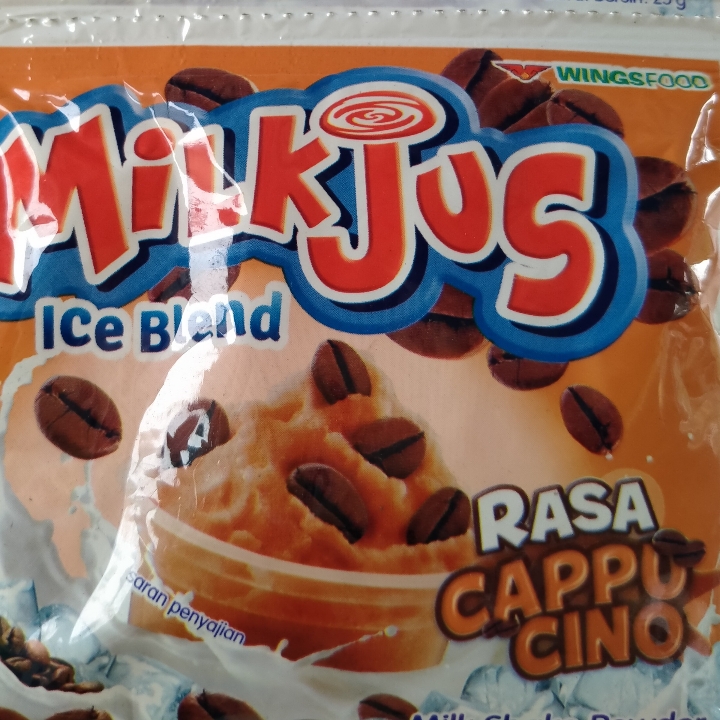 WINGSFOOD
MilkJus
Ice Blend
RASA
CAPPU
CINO
saran penyajian